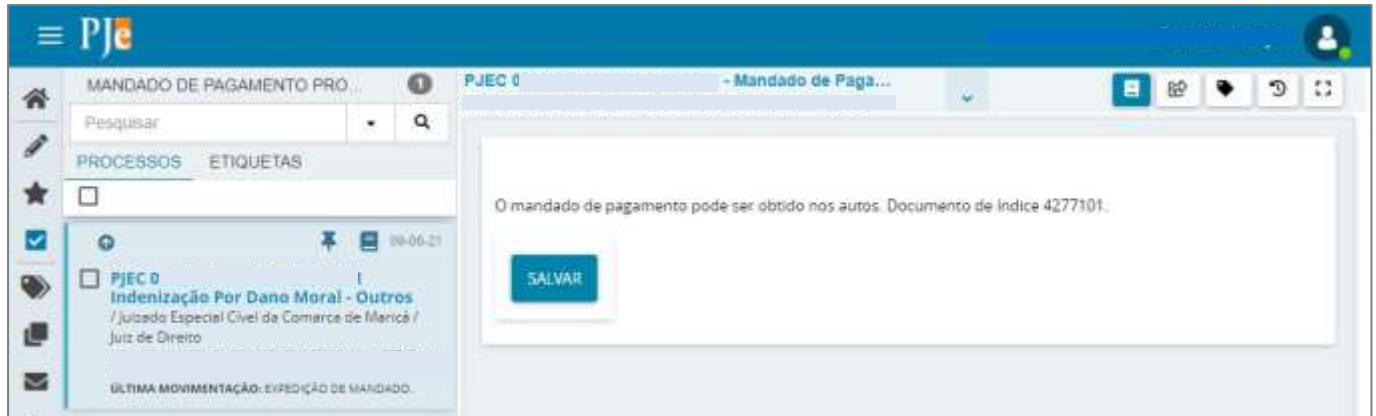 PJe
MANDADO DE PAGAMENTO PRO... 1
Pesquisar
PROCESSOS ETIQUETAS
09-06-21
PJEC 0
Indenização Por Dano Moral - Outros
/ Juizado Especial Cível da Comarca de Maricá /
Juiz de Direito
ÚLTIMA MOVIMENTAÇÃO: EXPEDIÇÃO DE MANDADO.
PJEC 0 - Mandado de Paga...
O mandado de pagamento pode ser obtido nos autos. Documento de índice 4277101.
SALVAR